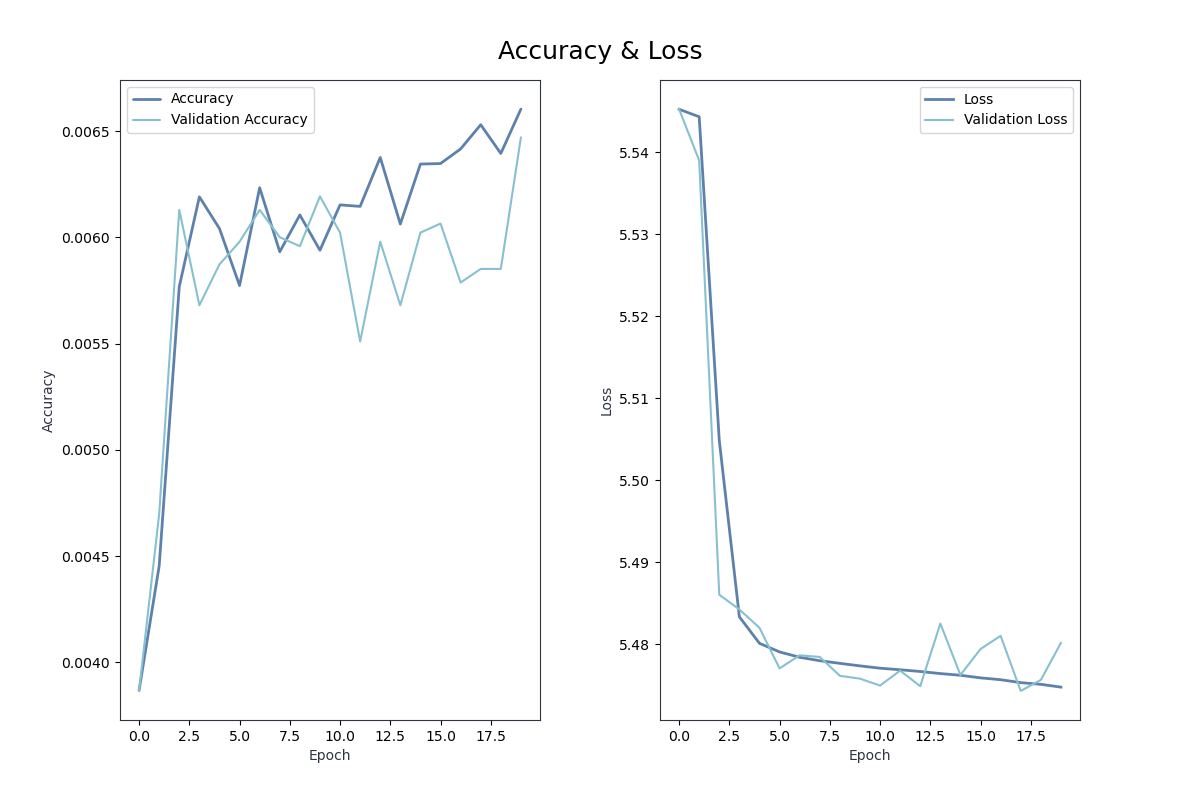 Accuracy & Loss
Accuracy
Validation Accuracy
0.0065
0.0060
0.0055
0.0050
0.0045
0.0040
Accuracy
0.0 2.5 5.0 7.5 10.0 12.5 15.0 17.5
Epoch
Loss
Validation Loss
5.54
5.53
5.52
5.51
5.50
5.49
5.48
Loss
0.0 2.5 5.0 7.5 10.0 12.5 15.0 17.5
Epoch